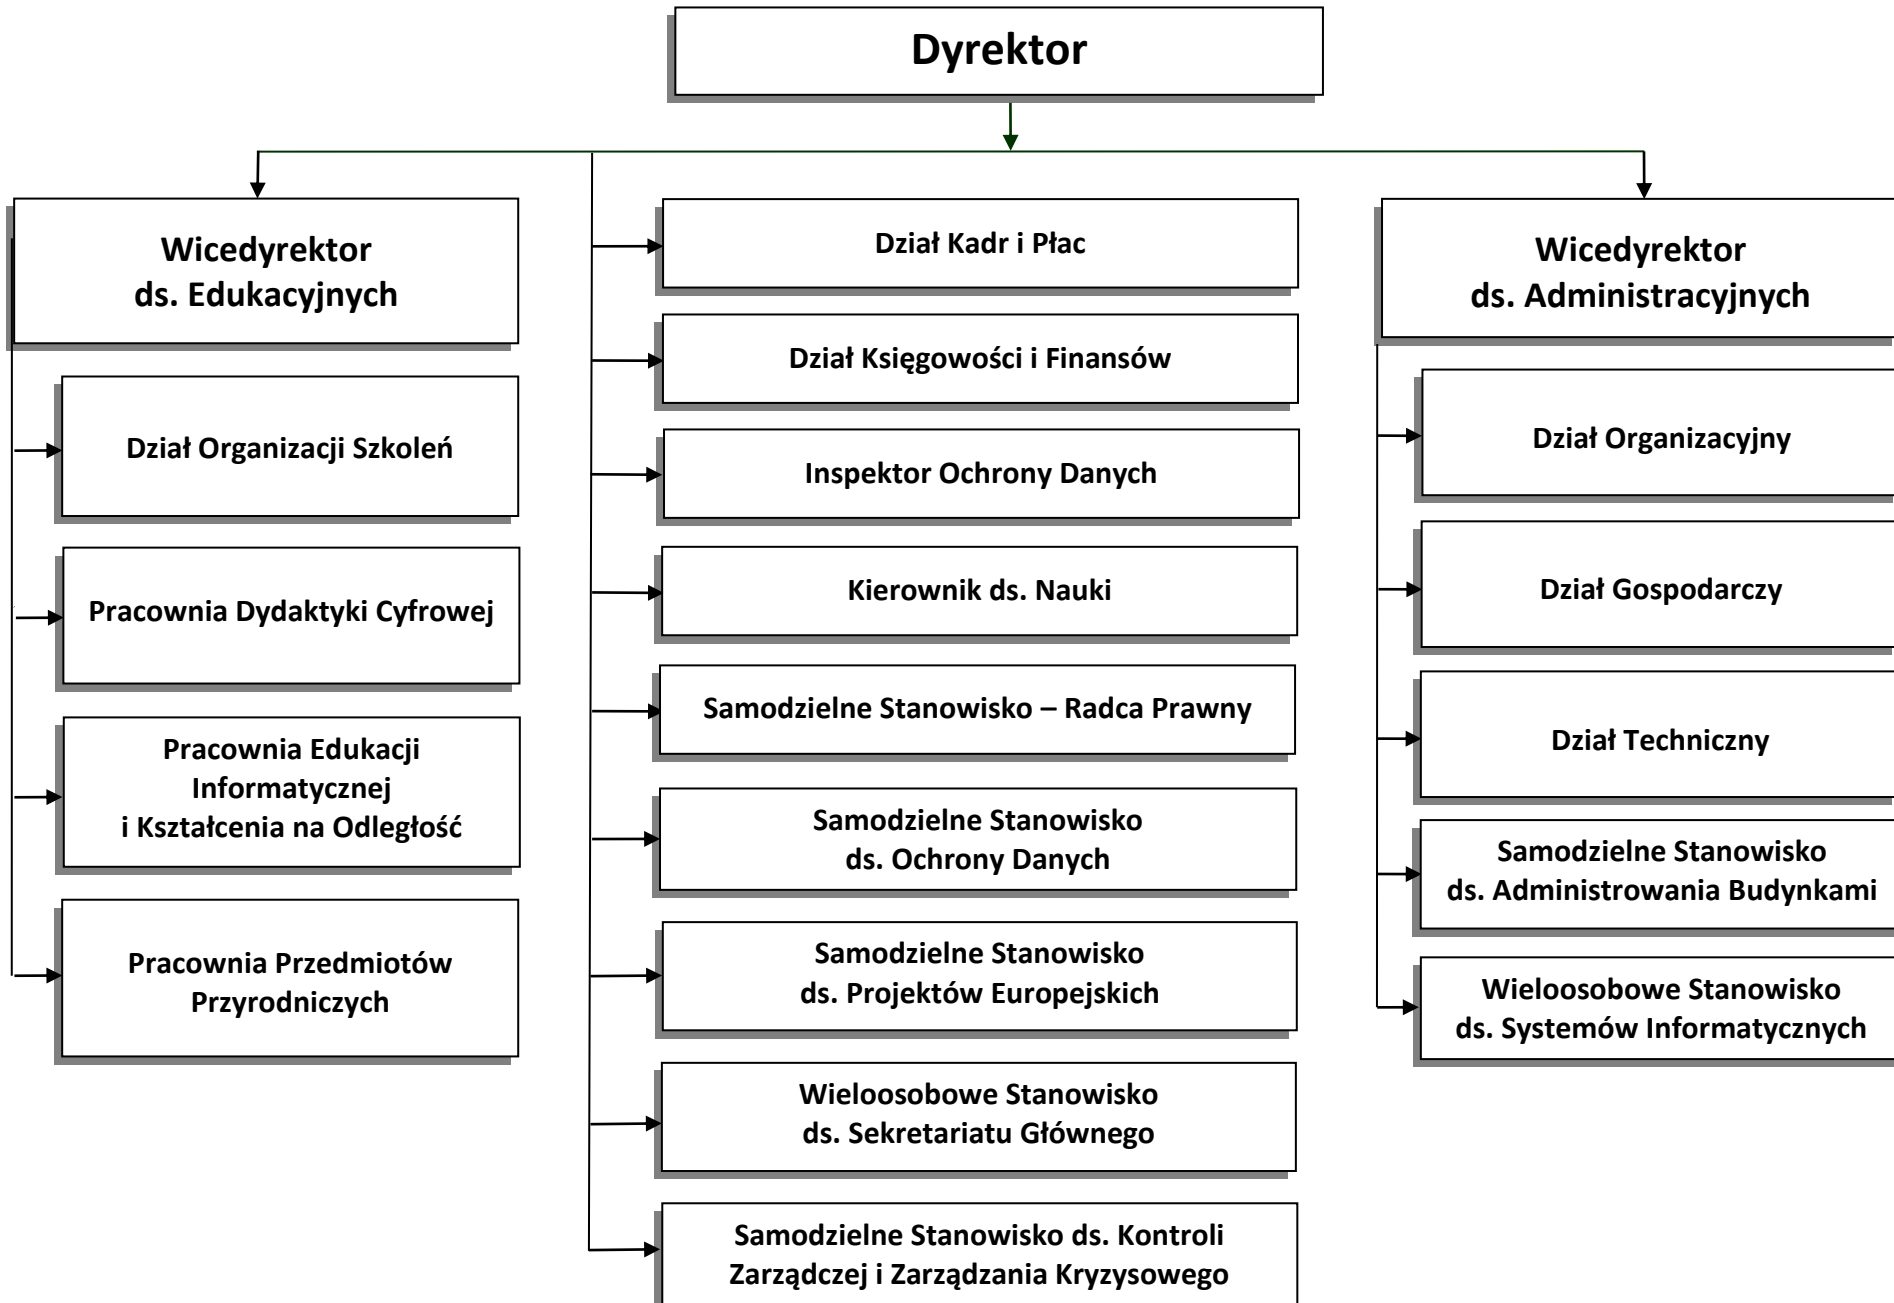 Dyrektor
Wicedyrektor
ds. Edukacyjnych
Dział Organizacji Szkoleń
Pracownia Dydaktyki Cyfrowej
Pracownia Edukacji
Informatycznej
i Kształcenia na Odległość
Pracownia Przedmiotów
Przyrodniczych
Dział Kadr i Płac
Dział Księgowości i Finansów
Inspektor Ochrony Danych
Kierownik ds. Nauki
Samodzielne Stanowisko – Radca Prawny
Samodzielne Stanowisko
ds. Ochrony Danych
Samodzielne Stanowisko
ds. Projektów Europejskich
Wieloosobowe Stanowisko
ds. Sekretariatu Głównego
Samodzielne Stanowisko ds. Kontroli
Zarządczej i Zarządzania Kryzysowego
Wicedyrektor
ds. Administracyjnych
Dział Organizacyjny
Dział Gospodarczy
Dział Techniczny
Samodzielne Stanowisko
ds. Administrowania Budynkami
Wieloosobowe Stanowisko
ds. Systemów Informatycznych